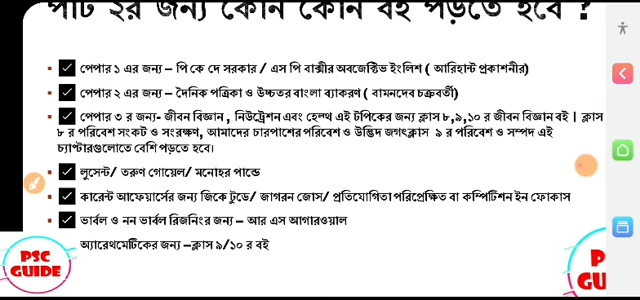 পার্ট ২র জন্য কোন কোন বই পড়তে হবে ?
পেপার ১ এর জন্য – পি কে দে সরকার / এস পি বাক্সীর অবজেক্টিভ ইংলিশ ( আরিহান্ট প্রকাশনীর)
পেপার ২ এর জন্য – দৈনিক পত্রিকা ও উচ্চতর বাংলা ব্যাকরণ ( বামনদেব চক্রবর্তী)
পেপার ৩ র জন্য- জীবন বিজ্ঞান , নিউট্রেশন এবং হেল্থ এই টপিকের জন্য ক্লাস ৮,৯,১০ র জীবন বিজ্ঞান বই | ক্লাস
৮ র পরিবেশ সংকট ও সংরক্ষণ, আমাদের চারপাশের পরিবেশ ও উদ্ভিদ জগৎক্লাস ৯ র পরিবেশ ও সম্পদ এই
চ্যাপ্টারগুলোতে বেশি পড়তে হবে।
লুসেন্ট/ তরুণ গোয়েল/ মনোহর পান্ডে
কারেন্ট আফেয়ার্সের জন্য জিকে টুডে/ জাগরন জোস/ প্রতিযোগিতা পরিপ্রেক্ষিত বা কম্পিটিশন ইন ফোকাস
ভার্বল ও নন ভার্বল রিজনিংর জন্য – আর এস আগারওয়াল
অ্যারেথমেটিকের জন্য –ক্লাস ৯/১০ র বই
PSC
GUIDE
P
GU